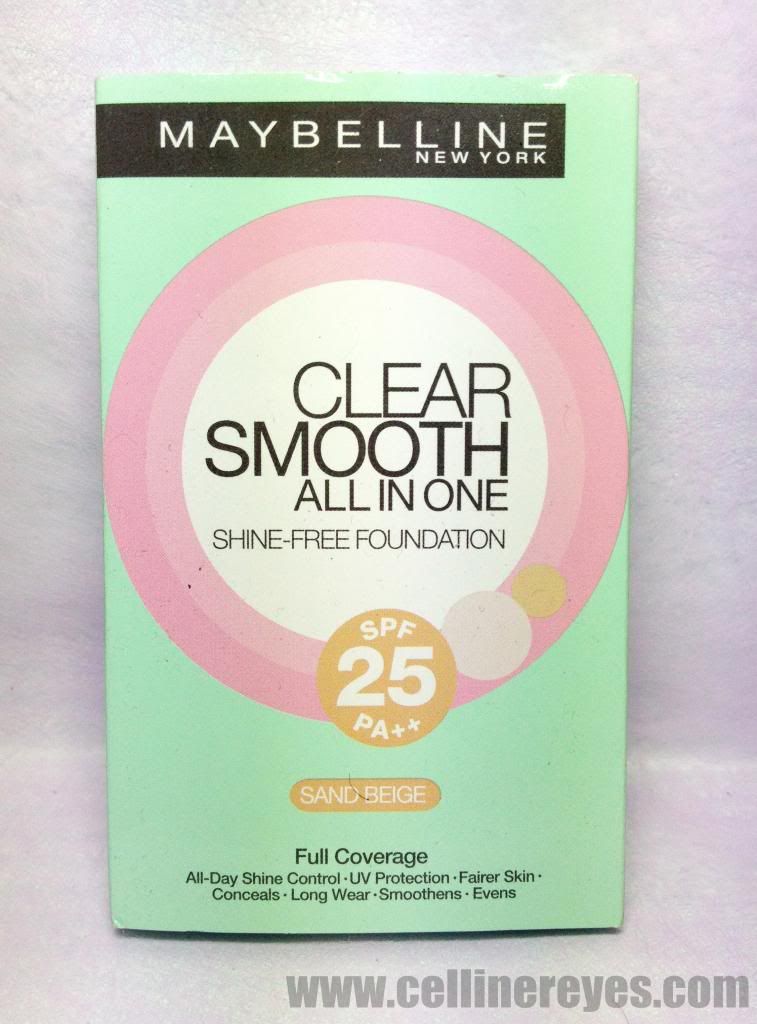 MAYBELLINE
NEW YORK
CLEAR
SMOOTH
ALL IN ONE
SHINE-FREE FOUNDATION
SPF
25
PA++
SAND BEIGE
Full Coverage
All-Day Shine Control · UV Protection · Fairer Skin ·
Conceals · Long Wear · Smoothens · Evens
www.cellinereyes.com